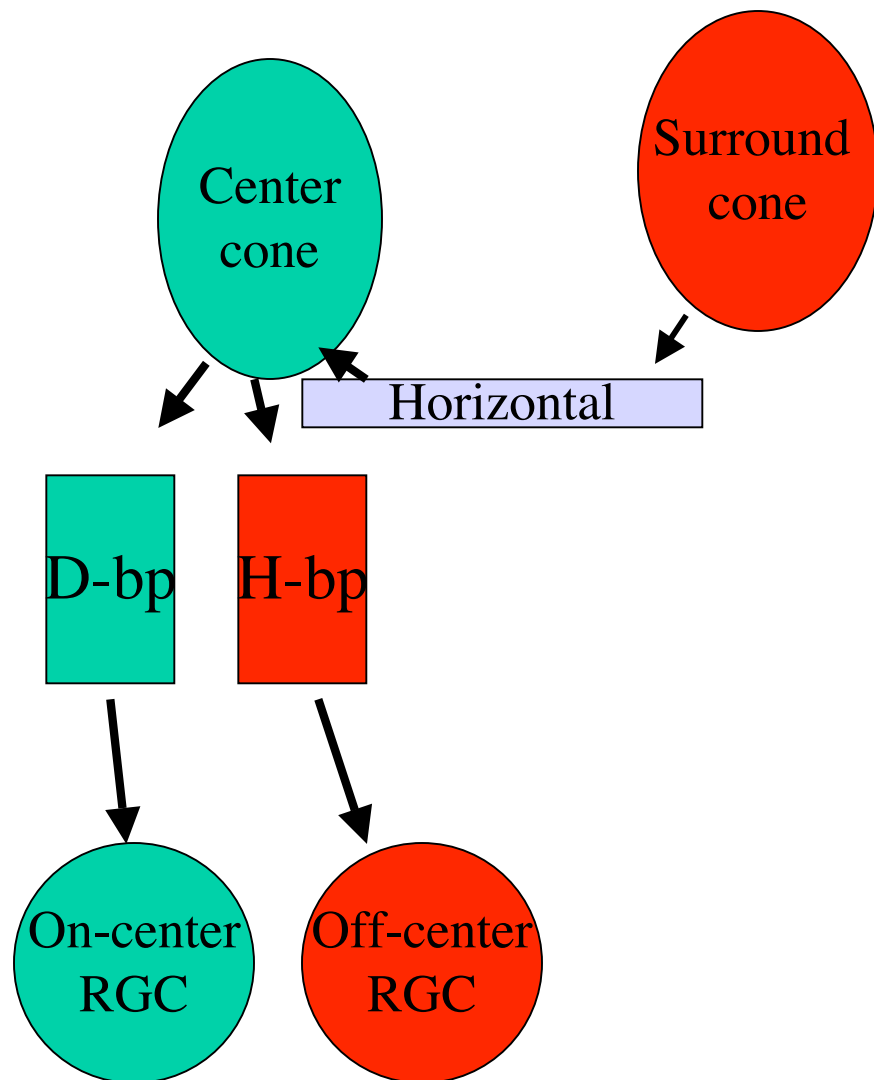 Center
cone
Surround
cone
Horizontal
D-bp
H-bp
On-center
RGC
Off-center
RGC